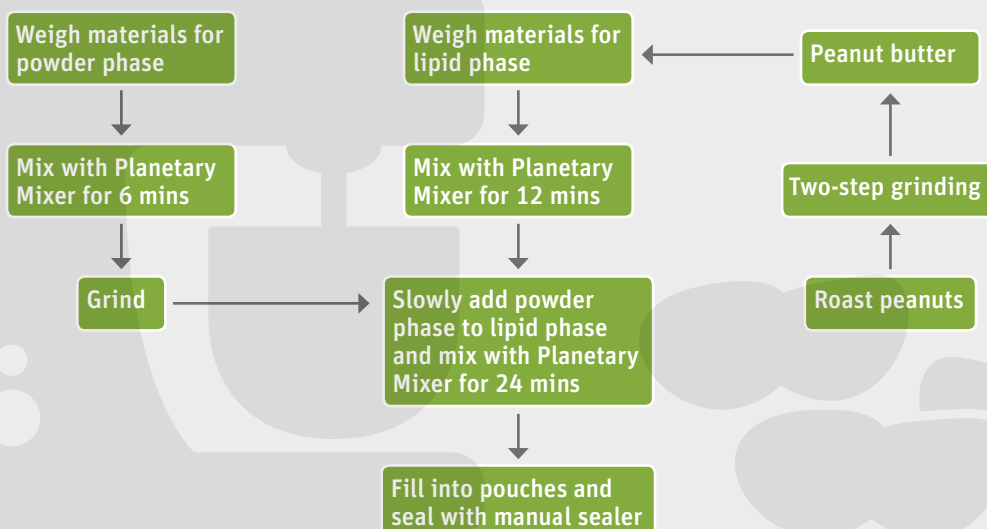 Weigh materials for
powder phase
Weigh materials for
lipid phase
Peanut butter
Mix with Planetary
Mixer for 6 mins
Mix with Planetary
Mixer for 12 mins
Two-step grinding
Grind
Slowly add powder
phase to lipid phase
and mix with Planetary
Mixer for 24 mins
Roast peanuts
Fill into pouches and
seal with manual sealer